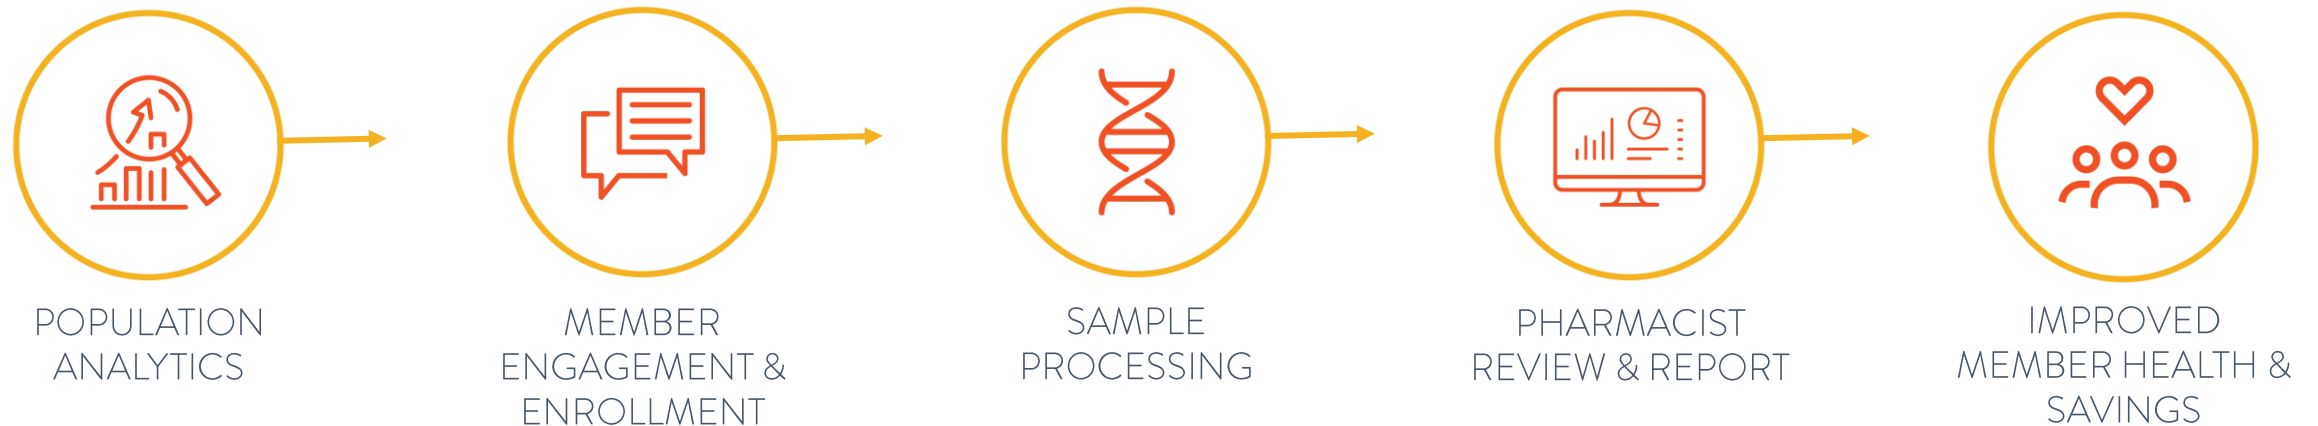 POPULATION
ANALYTICS
MEMBER
ENGAGEMENT &
ENROLLMENT
SAMPLE
PROCESSING
PHARMACIST
REVIEW & REPORT
IMPROVED
MEMBER HEALTH &
SAVINGS